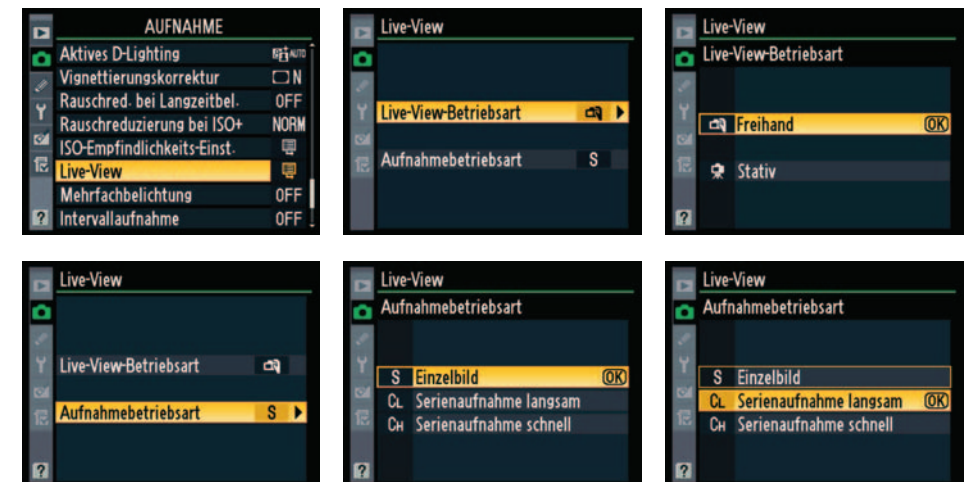 AUFNAHME
Aktives D-Lighting AUTO
Vignettierungskorrektur N
Rauschred. bei Langzeitbel. OFF
Rauschreduzierung bei ISO+ NORM
ISO-Empfindlichkeits-Einst.
Live-View
Mehrfachbelichtung OFF
Intervallaufnahme OFF
?
Live-View
Live-View-Betriebsart
Aufnahmebetriebsart S
Live-View
Live-View-Betriebsart
Freihand OK
Stativ
?
Live-View
Live-View-Betriebsart
Aufnahmebetriebsart S
?
Live-View
Aufnahmebetriebsart
S Einzelbild OK
CL Serienaufnahme langsam
CH Serienaufnahme schnell
?
Live-View
Aufnahmebetriebsart
S Einzelbild
CL Serienaufnahme langsam OK
CH Serienaufnahme schnell
?